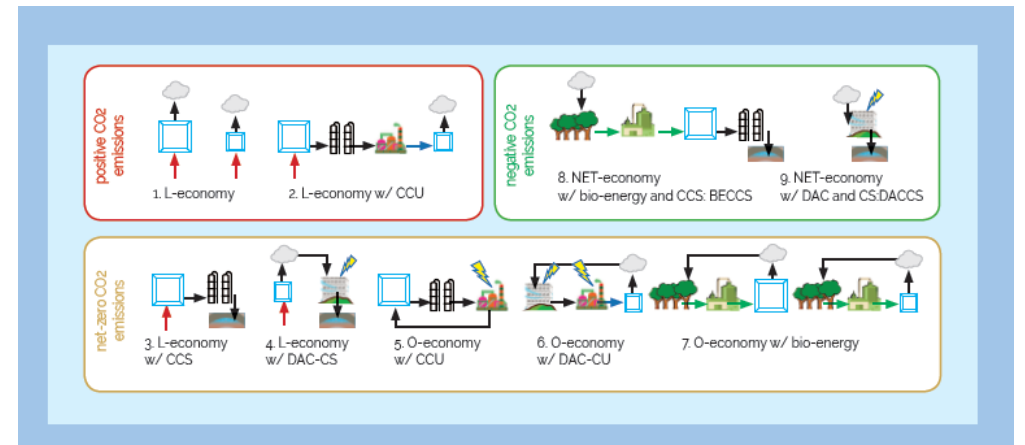 positive CO2
emissions
1. L-economy
2. L-economy w/ CCU
negative CO2
emissions
8. NET-economy
w/ bio-energy and CCS: BECCS
9. NET-economy
w/ DAC and CS:DACCS
net-zero CO2
emissions
3. L-economy
w/ CCS
4. L-economy
w/ DAC-CS
5. O-economy
w/ CCU
6. O-economy
w/ DAC-CU
7. O-economy w/ bio-energy